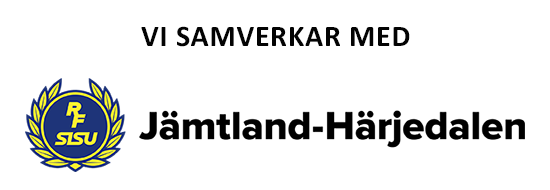 VI SAMVERKAR MED
RF
SISU
Jämtland-Härjedalen